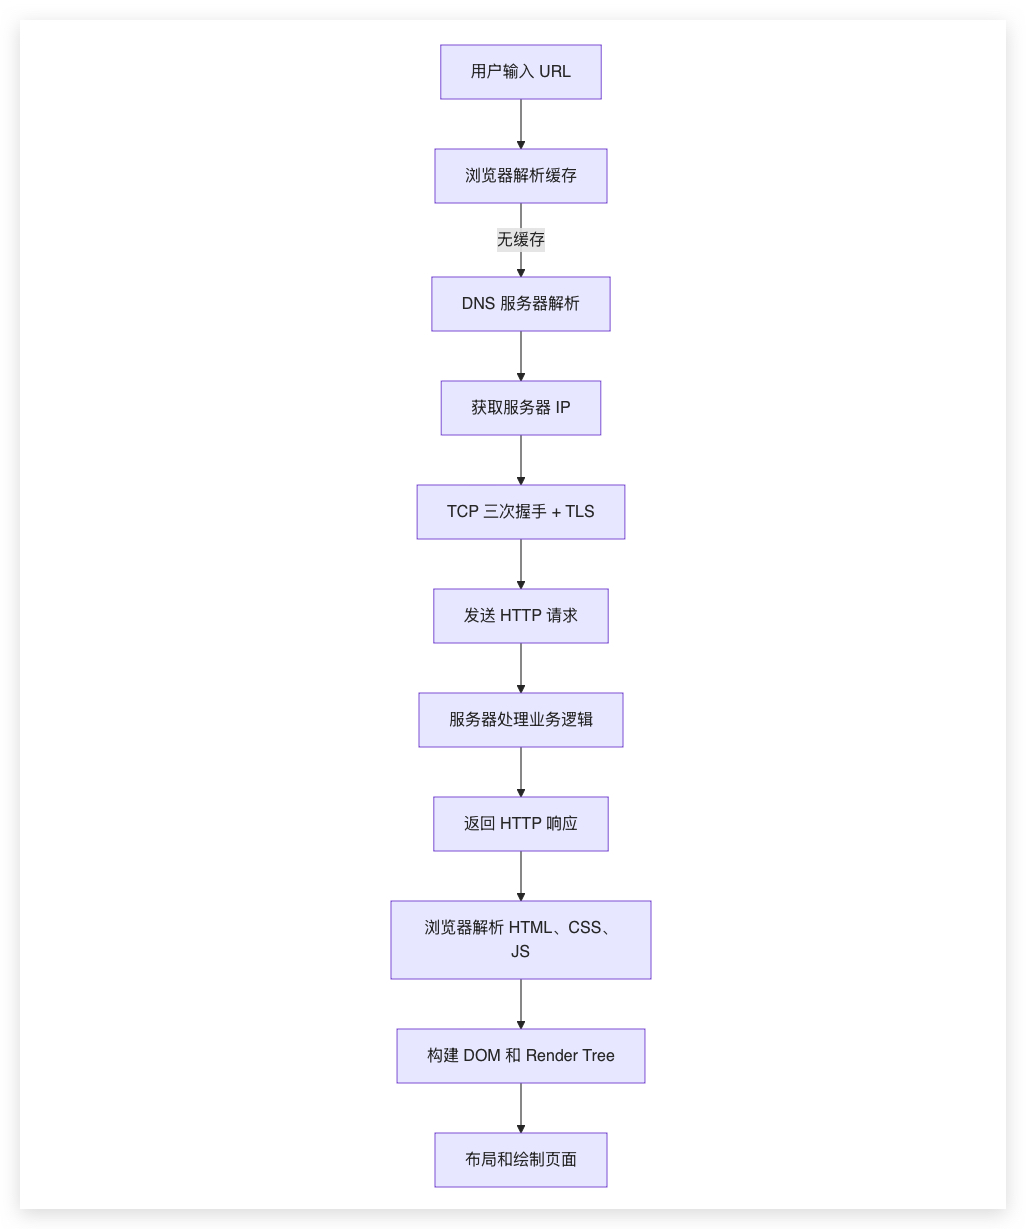 用户输入 URL
浏览器解析缓存
无缓存
DNS 服务器解析
获取服务器 IP
TCP 三次握手 + TLS
发送 HTTP 请求
服务器处理业务逻辑
返回 HTTP 响应
浏览器解析 HTML、CSS、
JS
构建 DOM 和 Render Tree
布局和绘制页面